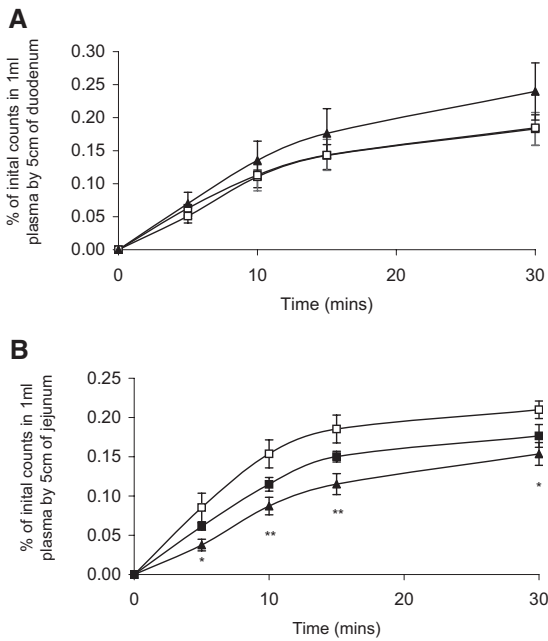 A
% of inital counts in 1ml
plasma by 5cm of duodenum
0.30
0.25
0.20
0.15
0.10
0.05
0.00
0 10 20 30
Time (mins)
B
% of inital counts in 1ml
plasma by 5cm of jejunum
0.25
0.20
0.15
0.10
0.05
0.00
* ** ** *
0 10 20 30
Time (mins)